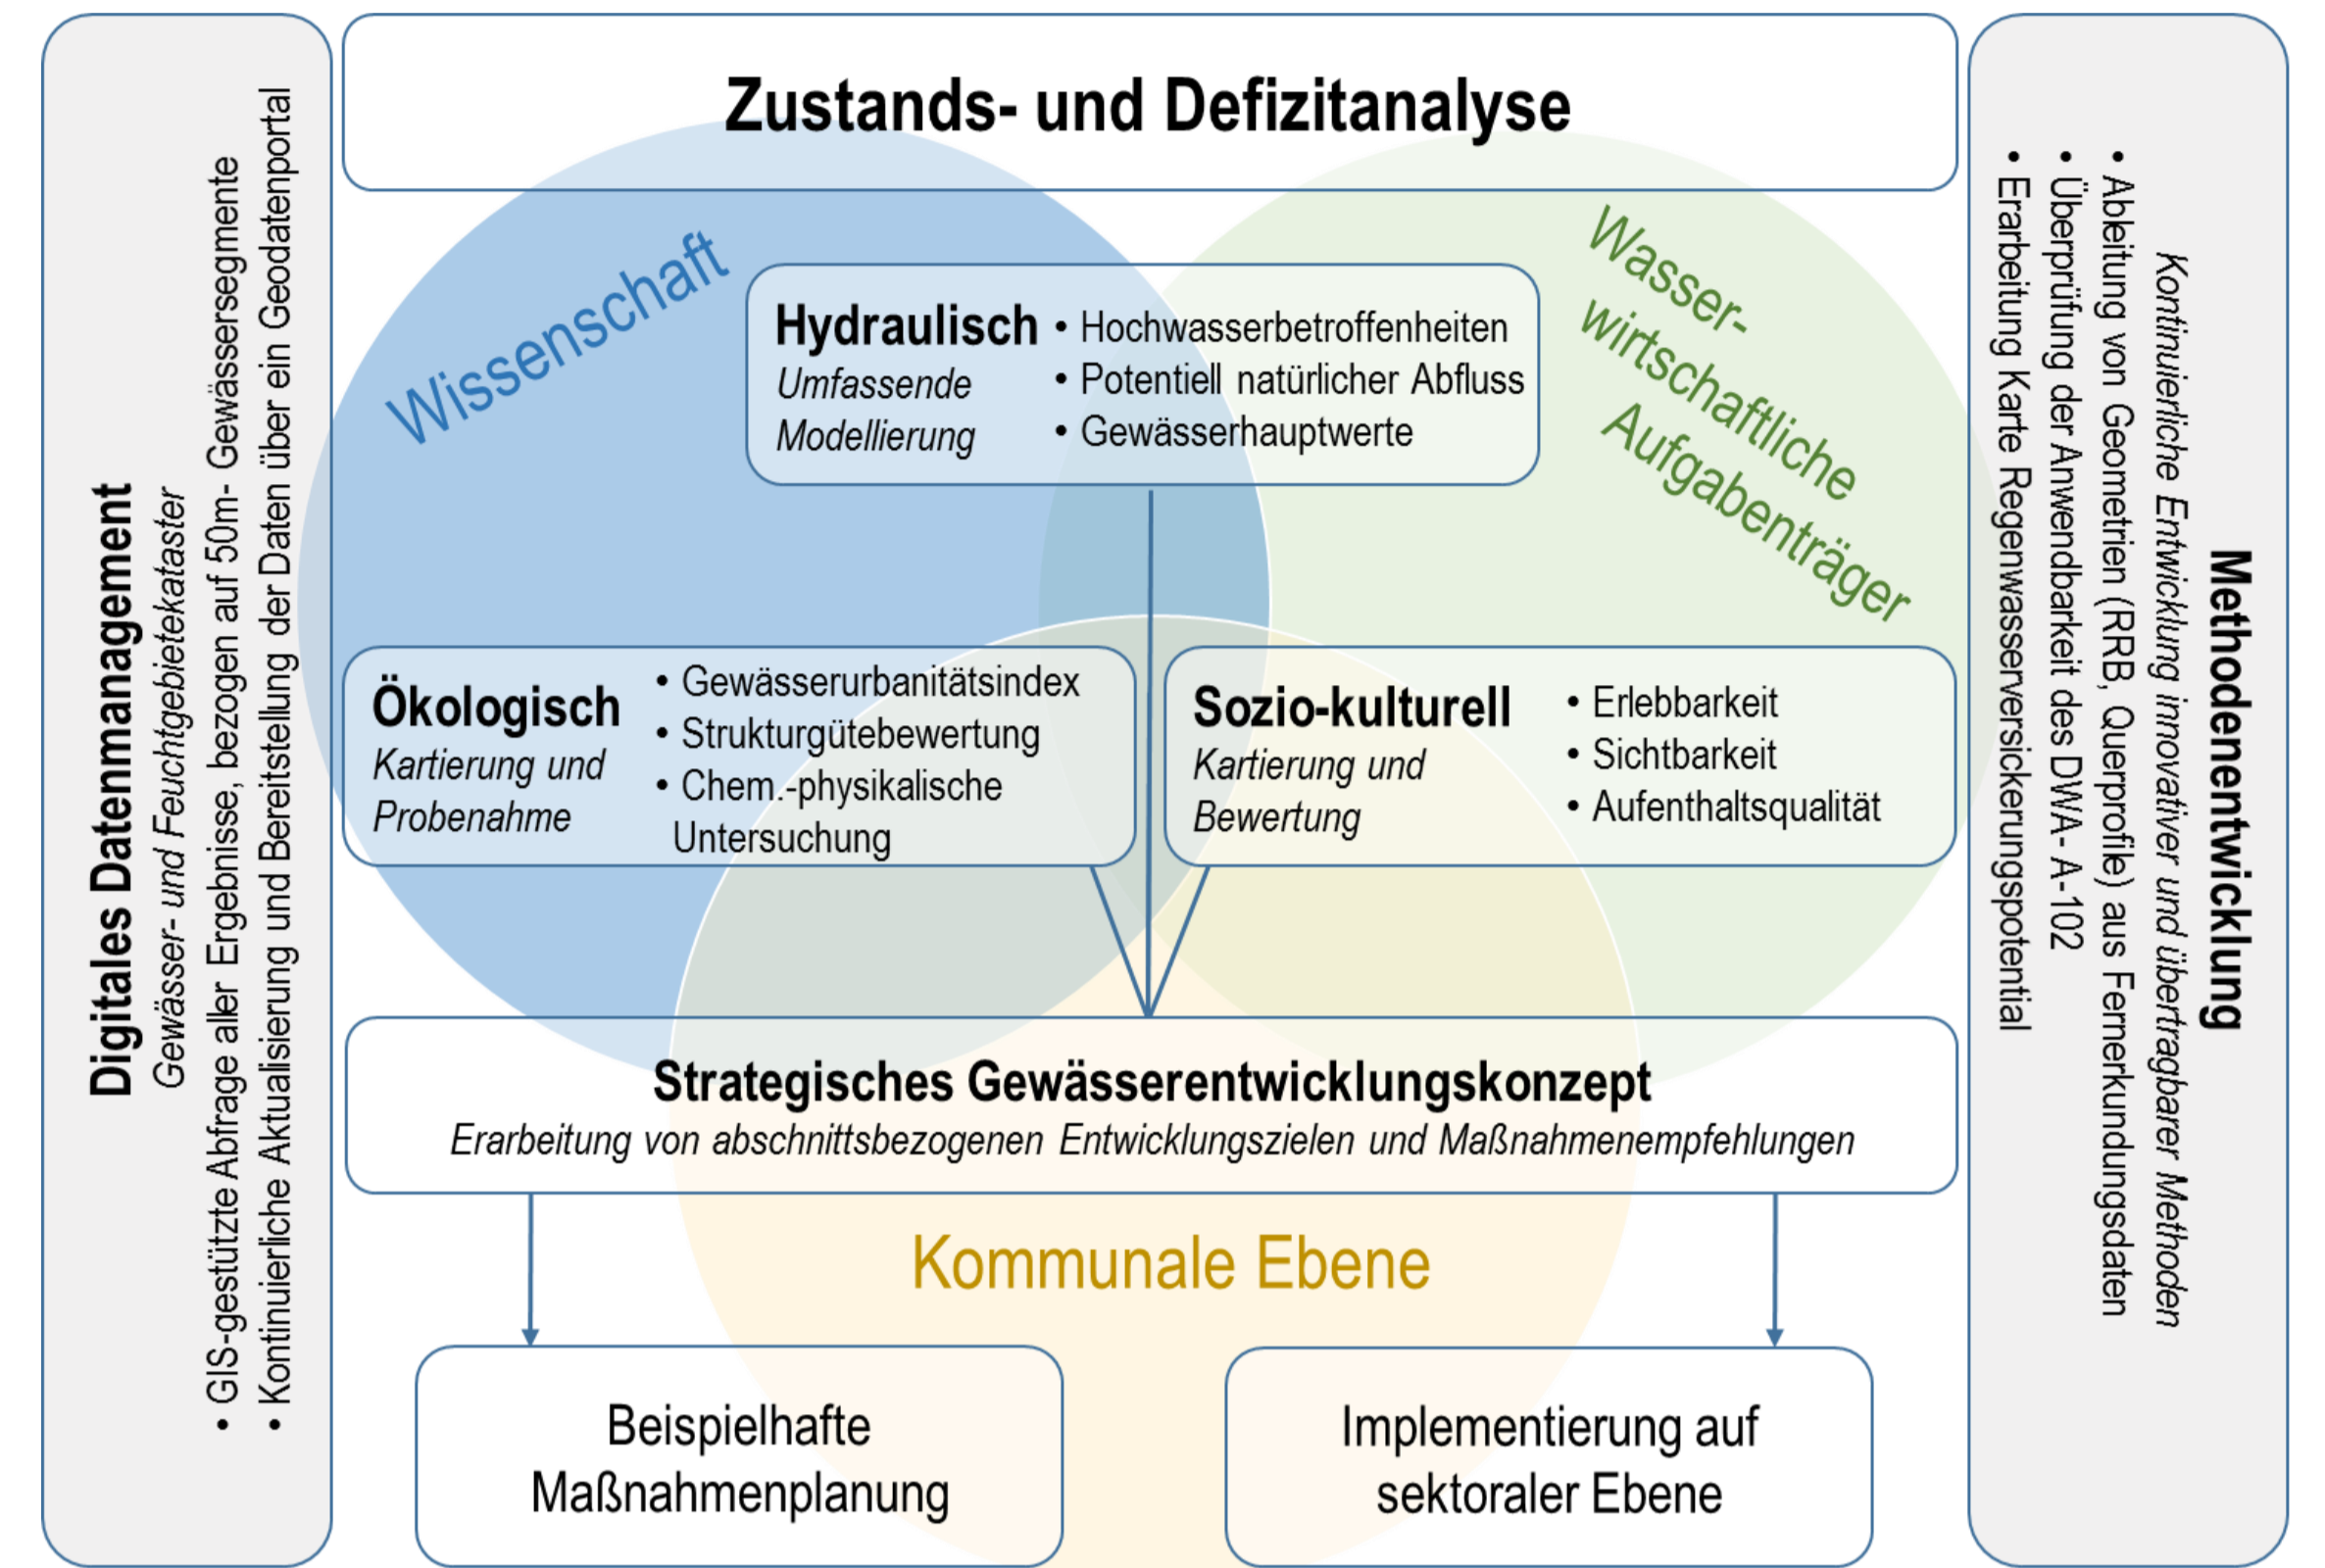 Zustands- und Defizitanalyse
Digitales Datenmanagement
Gewässer- und Feuchtgebietekataster
• GIS-gestützte Abfrage aller Ergebnisse, bezogen auf 50m- Gewässersegmente
• Kontinuierliche Aktualisierung und Bereitstellung der Daten über ein Geodatenportal
Wissenschaft
Wasser-
wirtschaftliche
Aufgabenträger
Hydraulisch
Umfassende
Modellierung
• Hochwasserbetroffenheiten
• Potentiell natürlicher Abfluss
• Gewässerhauptwerte
Ökologisch
Kartierung und
Probenahme
• Gewässerurbanitätsindex
• Strukturgütebewertung
• Chem.-physikalische
Untersuchung
Sozio-kulturell
Kartierung und
Bewertung
• Erlebbarkeit
• Sichtbarkeit
• Aufenthaltsqualität
Strategisches Gewässerentwicklungskonzept
Erarbeitung von abschnittsbezogenen Entwicklungszielen und Maßnahmenempfehlungen
Kommunale Ebene
Beispielhafte
Maßnahmenplanung
Implementierung auf
sektoraler Ebene
Methodenentwicklung
Kontinuierliche Entwicklung innovativer und übertragbarer Methoden
• Ableitung von Geometrien (RRB, Querprofile) aus Fernerkundungsdaten
• Überprüfung der Anwendbarkeit des DWA- A-102
• Erarbeitung Karte Regenwasserversickerungspotential